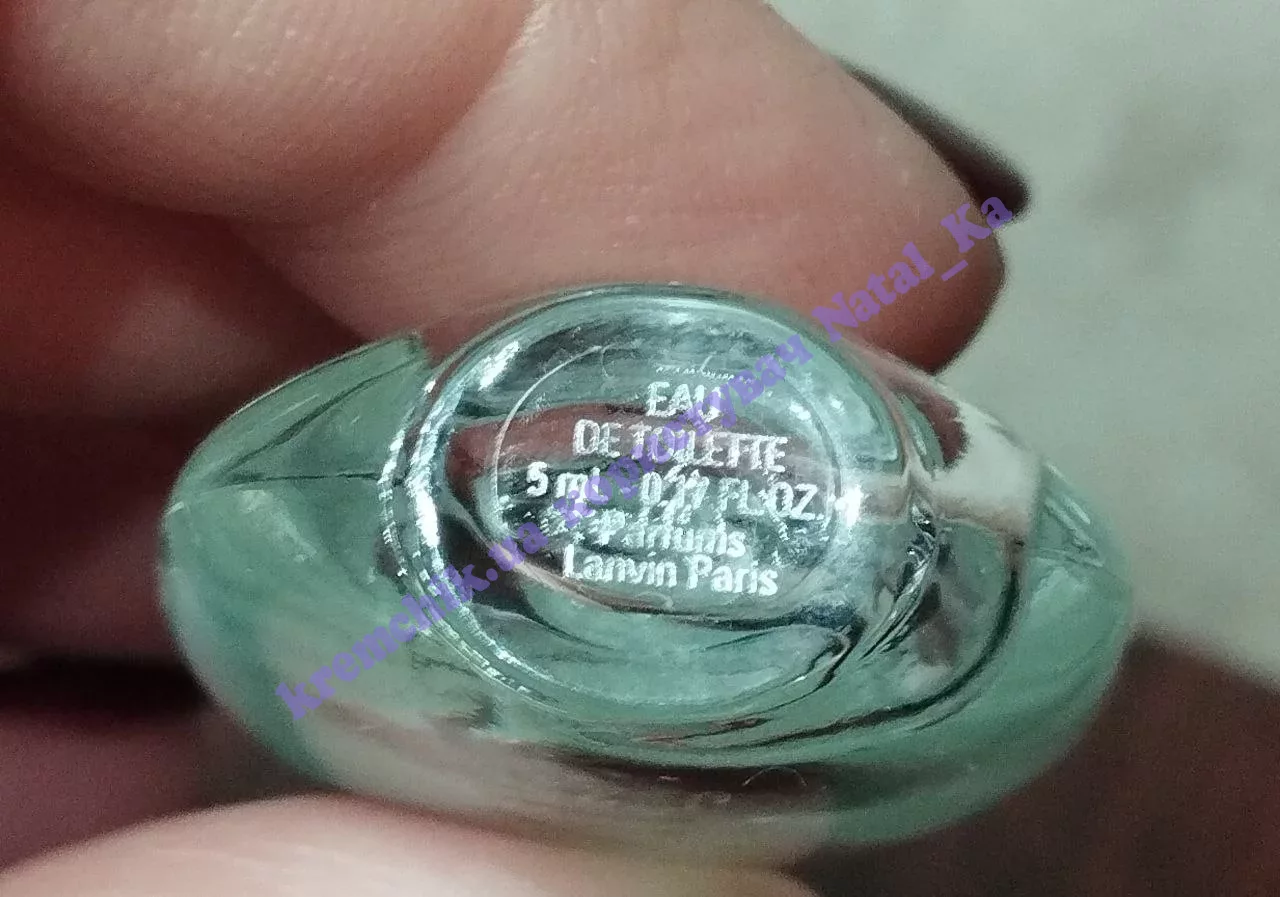 EAU
DE TOILETTE
5 mL - 0.17 FL.OZ.
Parfums
Lanvin Paris
kremchik.ua користувач Natal_Ka